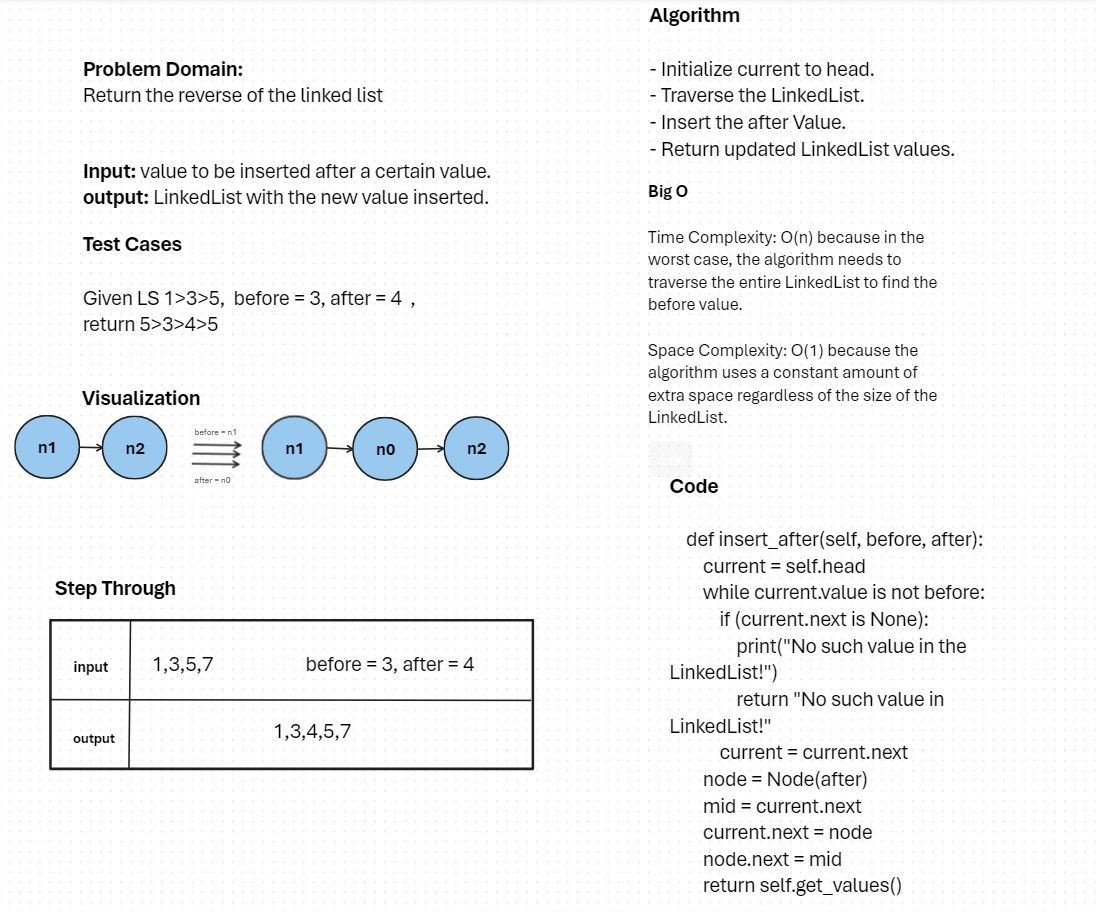 Problem Domain:
Return the reverse of the linked list
Input: value to be inserted after a certain value.
output: LinkedList with the new value inserted.
Test Cases
Given LS 1>3>5,  before = 3, after = 4  ,
return 5>3>4>5
Visualization
n1
n2
before = n1
after = n0
n1
n0
n2
Step Through
input
1,3,5,7
before = 3, after = 4
output
1,3,4,5,7
Algorithm
- Initialize current to head.
- Traverse the LinkedList.
- Insert the after Value.
- Return updated LinkedList values.
Big O
Time Complexity: O(n) because in the
worst case, the algorithm needs to
traverse the entire LinkedList to find the
before value.
Space Complexity: O(1) because the
algorithm uses a constant amount of
extra space regardless of the size of the
LinkedList.
Code
def insert_after(self, before, after):
current = self.head
while current.value is not before:
if (current.next is None):
print("No such value in the
LinkedList!")
return "No such value in
LinkedList!"
current = current.next
node = Node(after)
mid = current.next
current.next = node
node.next = mid
return self.get_values()